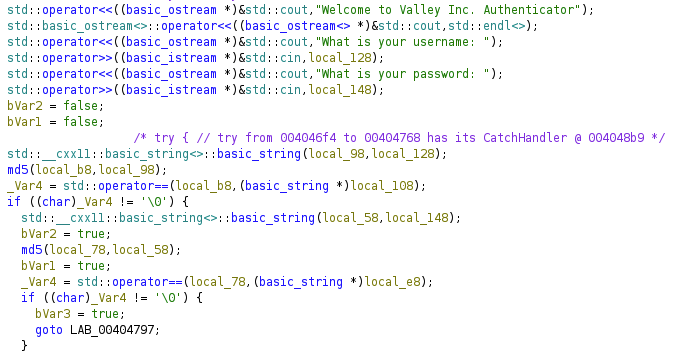 std::operator<<((basic_ostream *)&std::cout,"Welcome to Valley Inc. Authenticator");
std::basic_ostream<>::operator<<((basic_ostream<> *)&std::cout,std::endl<>);
std::operator<<((basic_ostream *)&std::cout,"What is your username: ");
std::operator>>((basic_istream *)&std::cin,local_128);
std::operator<<((basic_ostream *)&std::cout,"What is your password: ");
std::operator>>((basic_istream *)&std::cin,local_148);
bVar2 = false;
bVar1 = false;
/* try { // try from 004046f4 to 00404768 has its CatchHandler @ 004048b9 */
std::__cxx11::basic_string<>::basic_string(local_98,local_128);
md5(local_b8,local_98);
_Var4 = std::operator==(local_b8,(basic_string *)local_108);
if ((char)_Var4 != '\0') {
std::__cxx11::basic_string<>::basic_string(local_58,local_148);
bVar2 = true;
md5(local_78,local_58);
bVar1 = true;
_Var4 = std::operator==(local_78,(basic_string *)local_e8);
if ((char)_Var4 != '\0') {
bVar3 = true;
goto LAB_00404797;
}